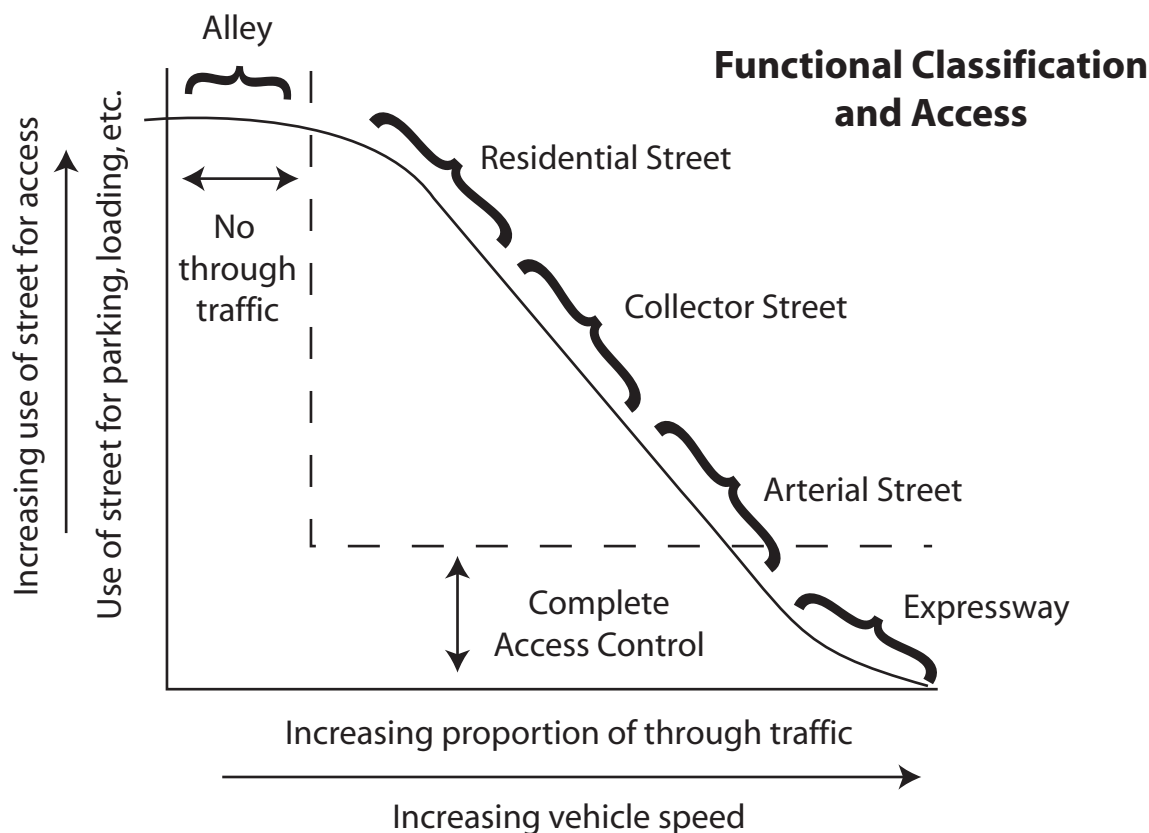 Alley
Functional Classification
and Access
Increasing use of street for access
Use of street for parking, loading, etc.
Residential Street
No
through
traffic
Collector Street
Arterial Street
Complete
Access Control
Expressway
Increasing proportion of through traffic
Increasing vehicle speed